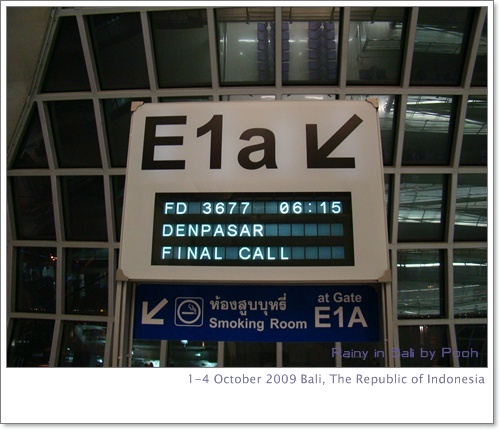 E1a
FD 3677 06:15
DENPASAR
FINAL CALL
ห้องสูบบุหรี่
Smoking Room
at Gate
E1A
Rainy in Bali by Pooh
1-4 October 2009 Bali, The Republic of Indonesia